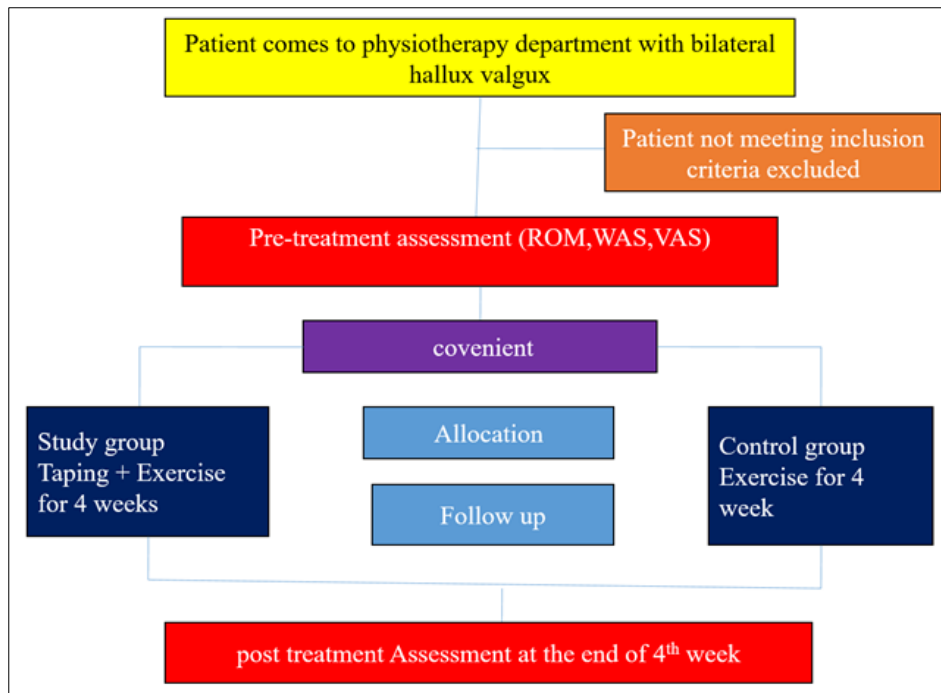 Patient comes to physiotherapy department with bilateral
hallux valgux
Patient not meeting inclusion
criteria excluded
Pre-treatment assessment (ROM,WAS,VAS)
covenient
Study group
Taping + Exercise
for 4 weeks
Allocation
Follow up
Control group
Exercise for 4
week
post treatment Assessment at the end of 4th week